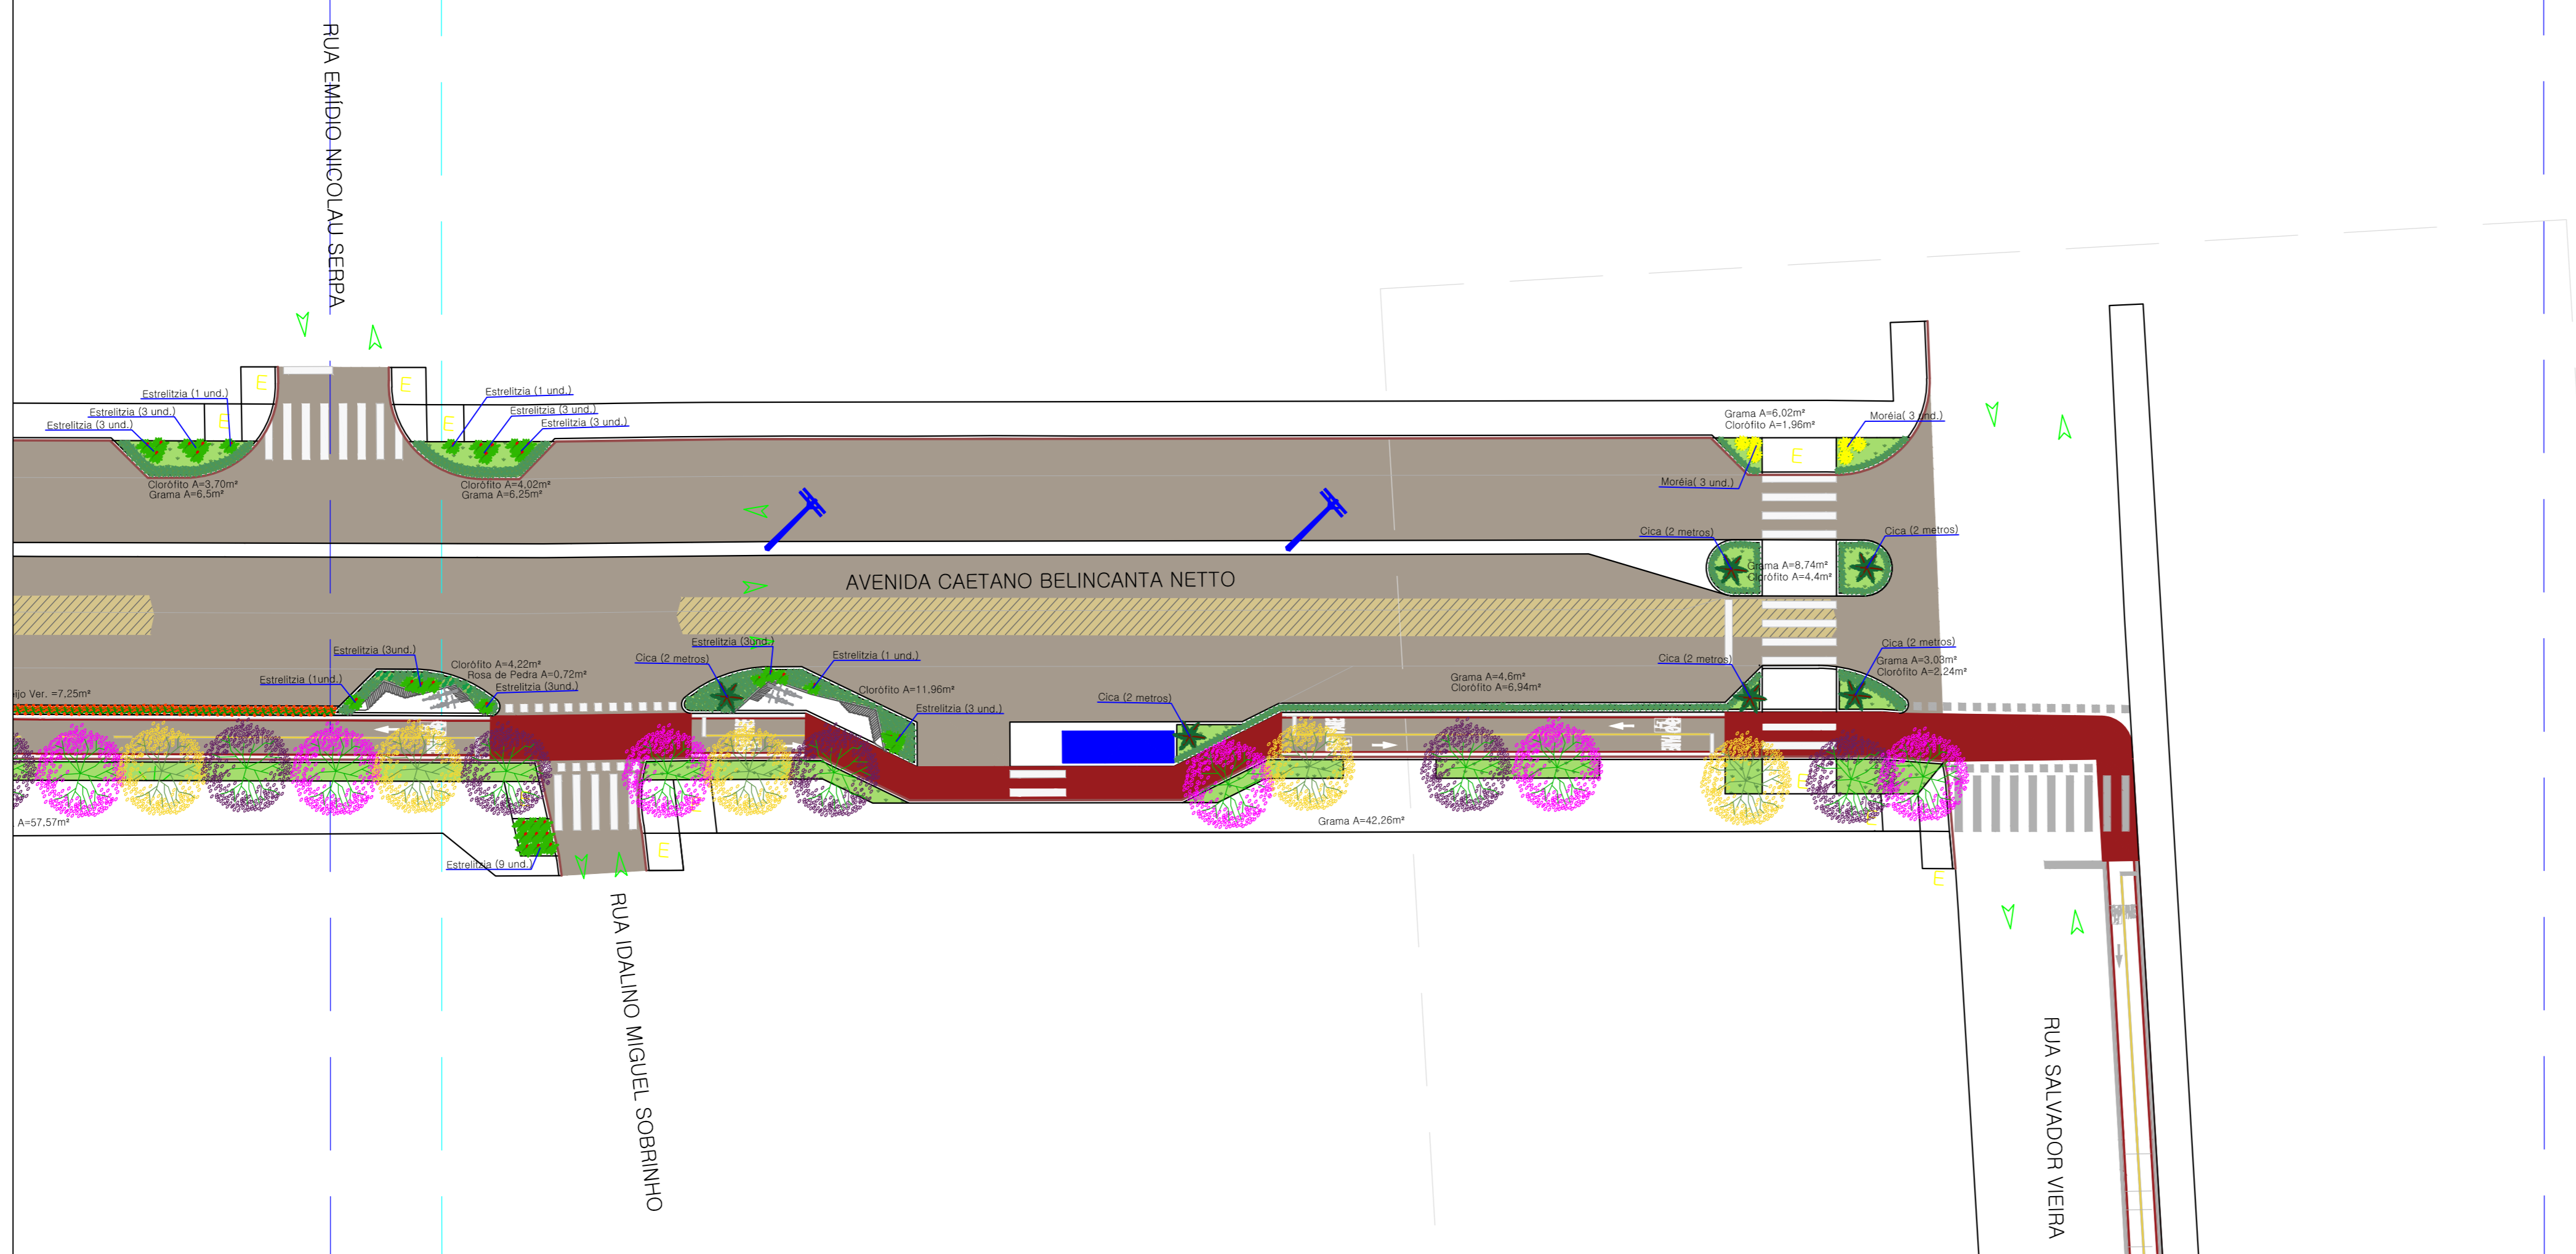 RUA EMÍDIO NICOLAU SERPA
E
E
E
E
Estrelitzia (1 und.)
Estrelitzia (3 und.)
Estrelitzia (3 und.)
Estrelitzia (1 und.)
Estrelitzia (3 und.)
Estrelitzia (3 und.)
Clorófito A=3,70m²
Grama A=6,5m²
Clorófito A=4,02m²
Grama A=6,25m²
Grama A=6,02m²
Clorófito A=1,96m²
Moréia( 3 und.)
E
Moréia( 3 und.)
Cica (2 metros)
Cica (2 metros)
Grama A=8,74m²
Clorófito A=4,4m²
AVENIDA CAETANO BELINCANTA NETTO
Estrelitzia (3und.)
Clorófito A=4,22m²
Rosa de Pedra A=0,72m²
Estrelitzia (1und.)
Estrelitzia (3und.)
Estrelitzia (3und.)
Cica (2 metros)
Estrelitzia (1 und.)
Clorófito A=11,96m²
Estrelitzia (3 und.)
Cica (2 metros)
Grama A=4,6m²
Clorófito A=6,94m²
Cica (2 metros)
Cica (2 metros)
Grama A=3,03m²
Clorófito A=2,24m²
eijo Ver. =7,25m²
A=57,57m²
Estrelitzia (9 und.)
E
Grama A=42,26m²
E
E
E
RUA IDALINO MIGUEL SOBRINHO
RUA SALVADOR VIEIRA